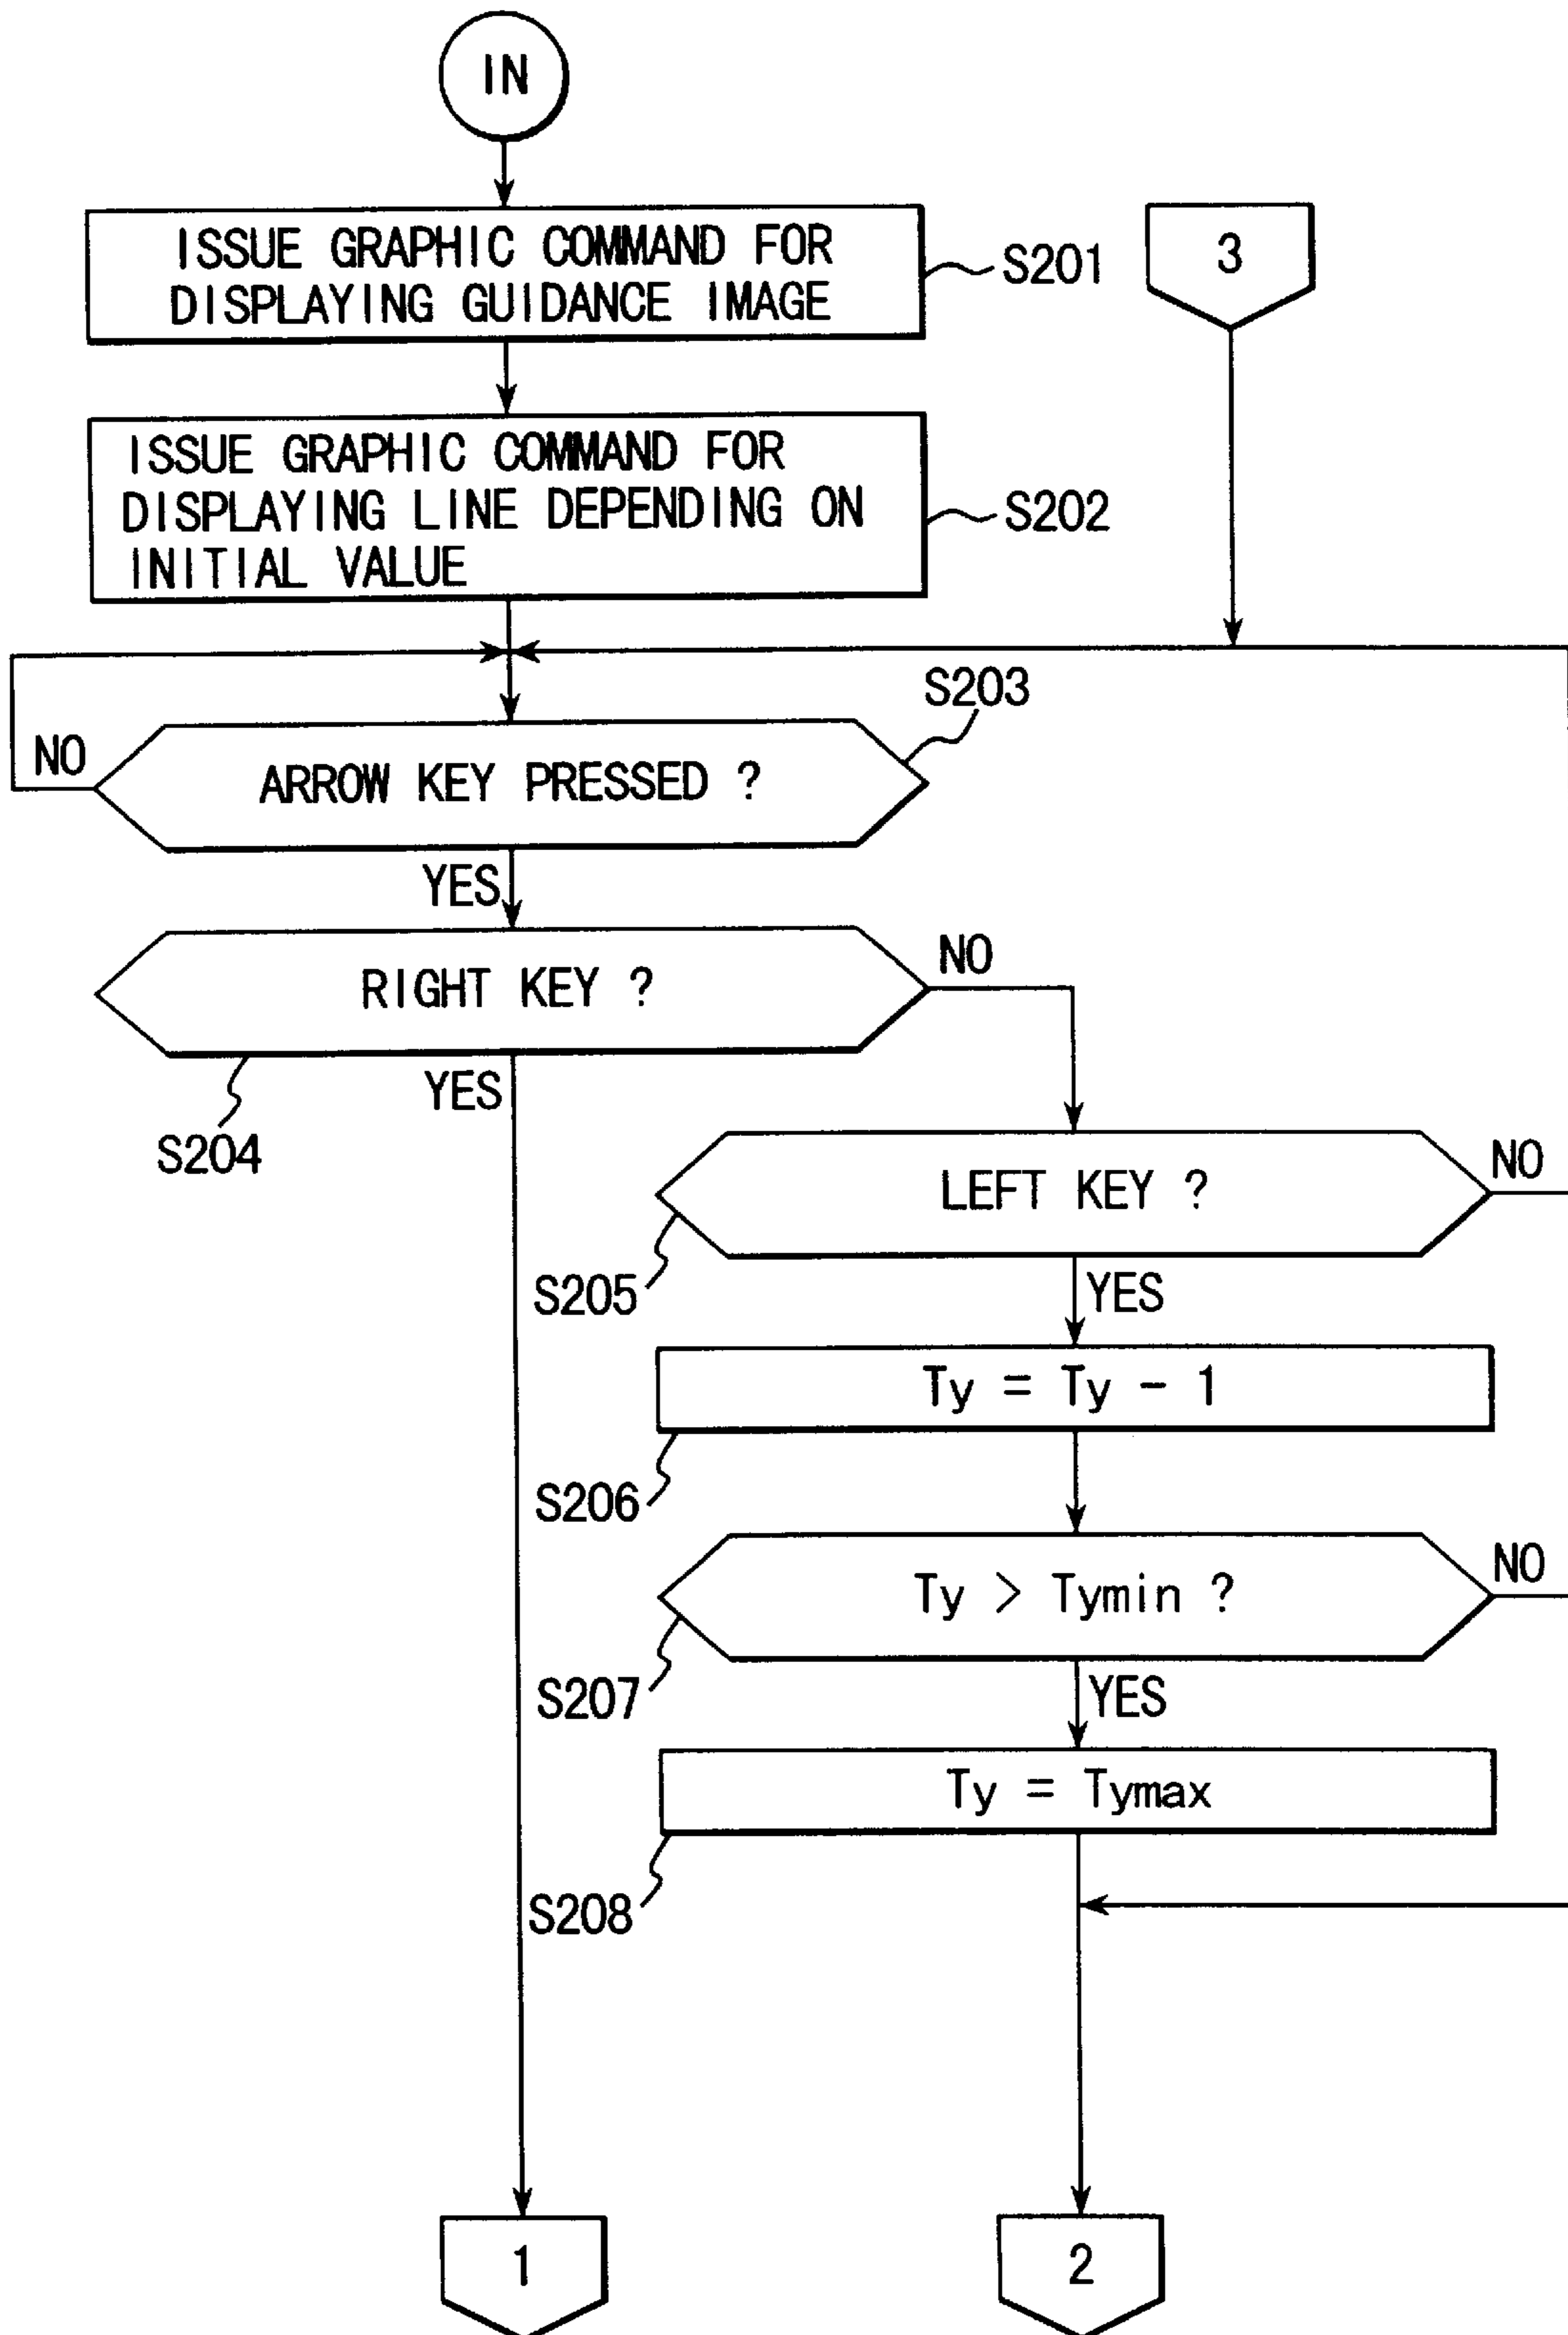 IN
ISSUE GRAPHIC COMMAND FOR
DISPLAYING GUIDANCE IMAGE
S201
3
ISSUE GRAPHIC COMMAND FOR
DISPLAYING LINE DEPENDING ON
INITIAL VALUE
S202
S203
NO
ARROW KEY PRESSED ?
YES
RIGHT KEY ?
NO
YES
S204
LEFT KEY ?
NO
S205
YES
Ty = Ty - 1
S206
Ty > Tymin ?
NO
S207
YES
Ty = Tymax
S208
1
2